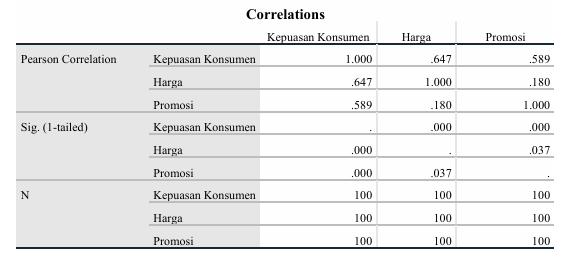 Correlations
Kepuasan Konsumen Harga Promosi
Pearson Correlation Kepuasan Konsumen 1.000 .647 .589
Harga .647 1.000 .180
Promosi .589 .180 1.000
Sig. (1-tailed) Kepuasan Konsumen . .000 .000
Harga .000 . .037
Promosi .000 .037 .
N Kepuasan Konsumen 100 100 100
Harga 100 100 100
Promosi 100 100 100